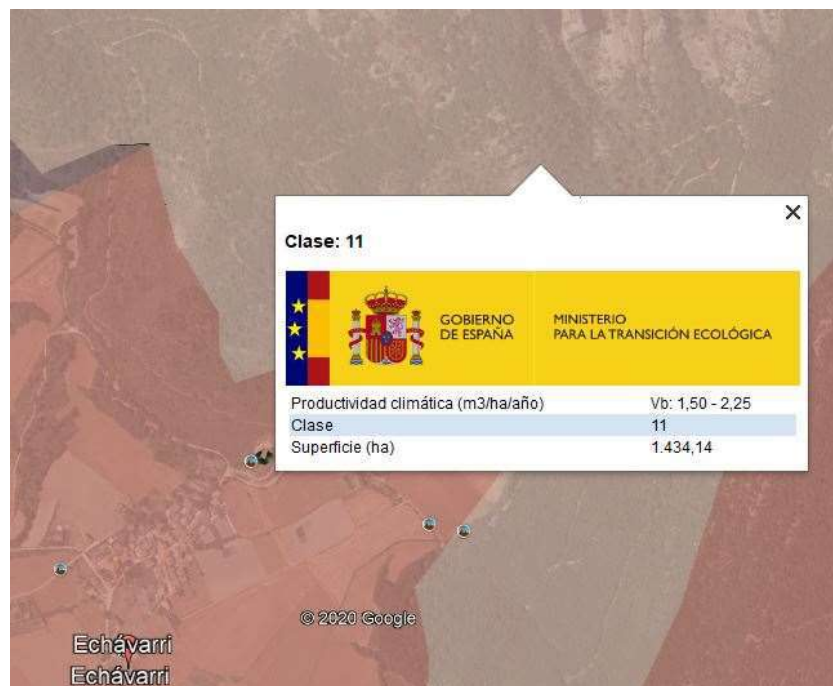 Clase: 11
GOBIERNO
DE ESPAÑA
MINISTERIO
PARA LA TRANSICIÓN ECOLÓGICA
Productividad climática (m3/ha/año) Vb: 1,50 - 2,25
Clase 11
Superficie (ha) 1.434,14
© 2020 Google
Echávarri
Echávarri